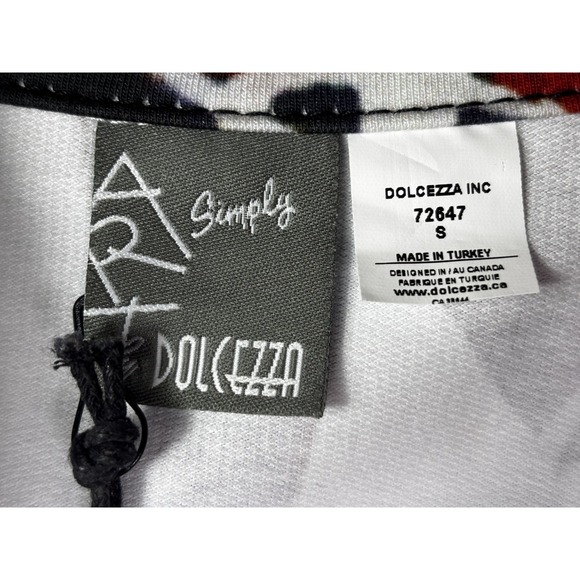 Simply
ART
by
DOLCEZZA
DOLCEZZA INC
72647
S
MADE IN TURKEY
DESIGNED IN / AU CANADA
FABRIQUE EN TURQUIE
www.dolcezza.ca